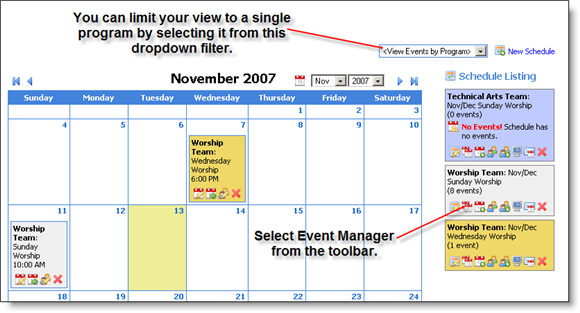 You can limit your view to a single
program by selecting it from this
dropdown filter.
<View Events by Program>
New Schedule
November 2007
Nov
2007
Schedule Listing
Sunday Monday Tuesday Wednesday Thursday Friday Saturday
1 2 3
4 5 6 7 8 9 10
Worship
Team:
Wednesday
Worship
6:00 PM
11 12 13 14 15 16 17
Worship
Team:
Sunday
Worship
10:00 AM
18 19 20 21 22 23 24
Technical Arts Team:
Nov/Dec Sunday Worship
(0 events)
No Events! Schedule has
no events.
Worship Team: Nov/Dec
Sunday Worship
(8 events)
Worship Team: Nov/Dec
Wednesday Worship
(1 event)
Select Event Manager
from the toolbar.